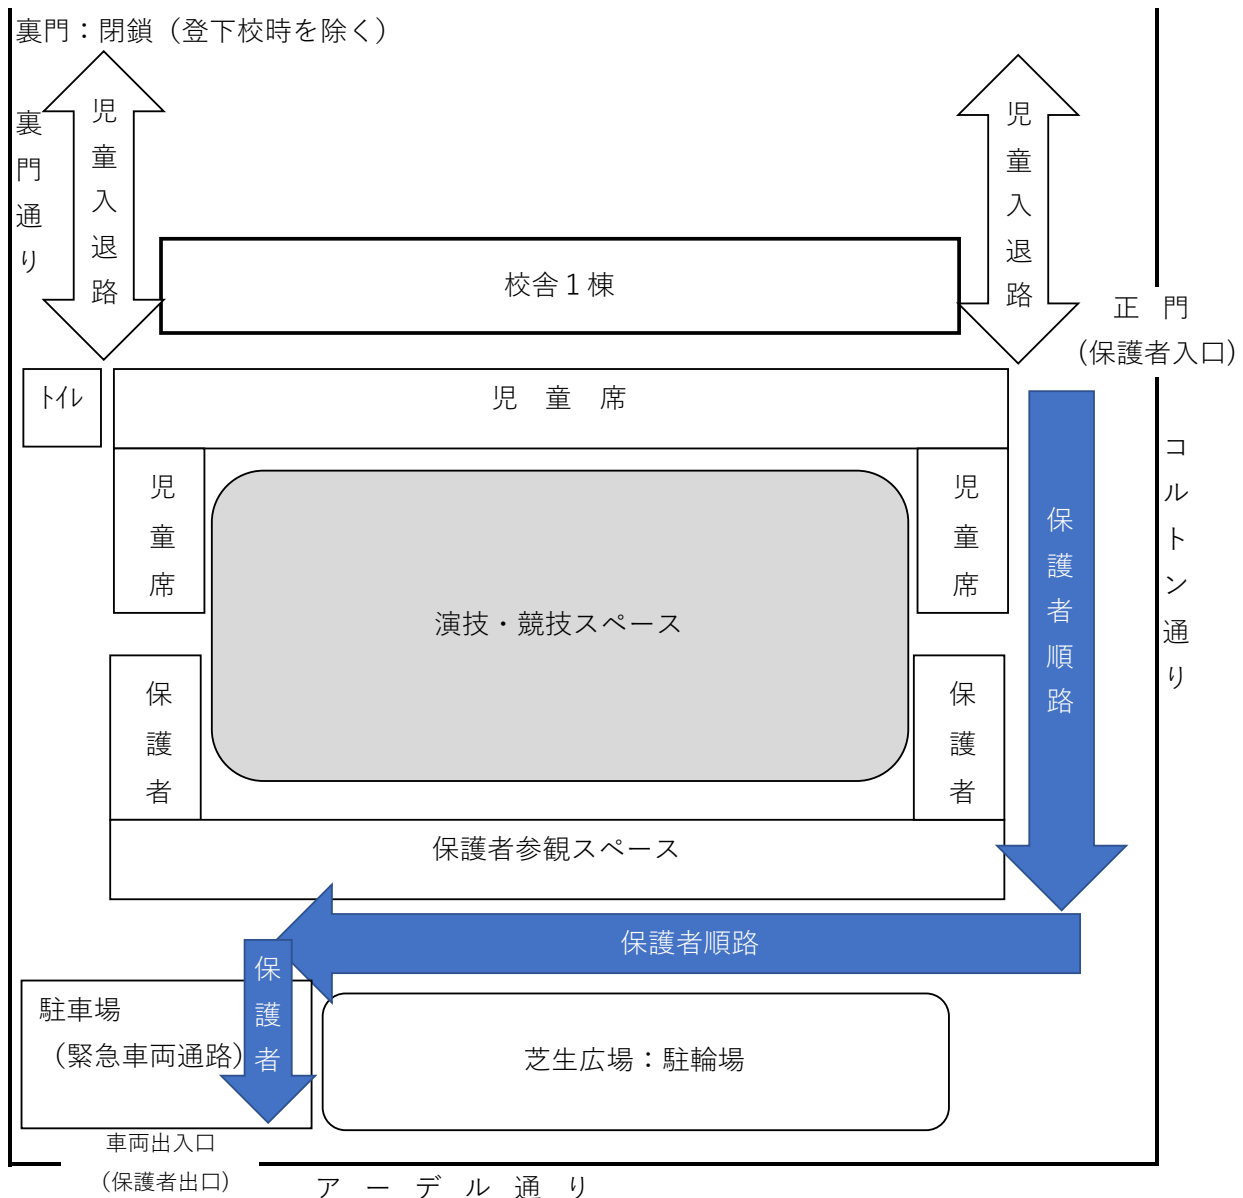 裏門：閉鎖（登下校時を除く）
裏門通り
児童入退路
児童入退路
校舎１棟
正　門
（保護者入口）
ﾄｲﾚ
児　童　席
児童席
児童席
演技・競技スペース
保護者順路
コルトン通り
保護者
保護者
保護者参観スペース
保護者順路
保護者
駐車場
（緊急車両通路）
芝生広場：駐輪場
車両出入口
（保護者出口）
ア　ー　デ　ル　通　り